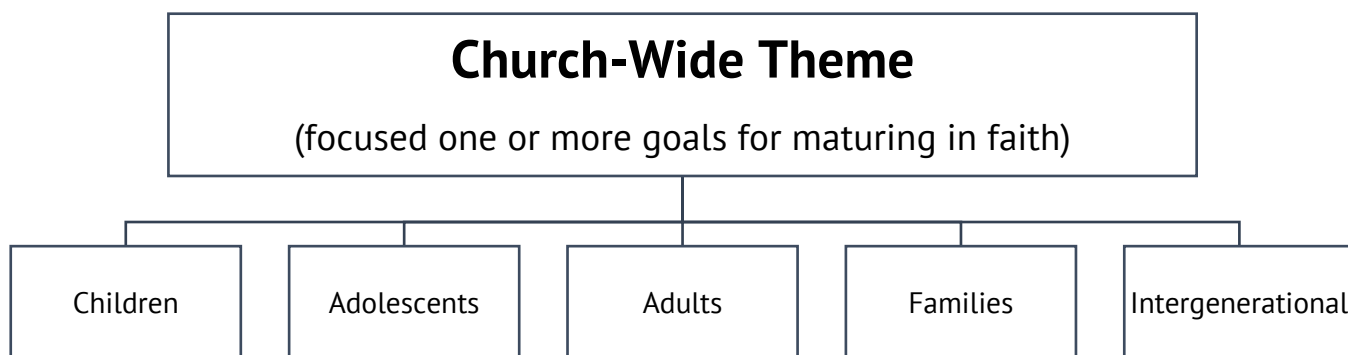 Church-Wide Theme
(focused one or more goals for maturing in faith)
Children
Adolescents
Adults
Families
Intergenerational